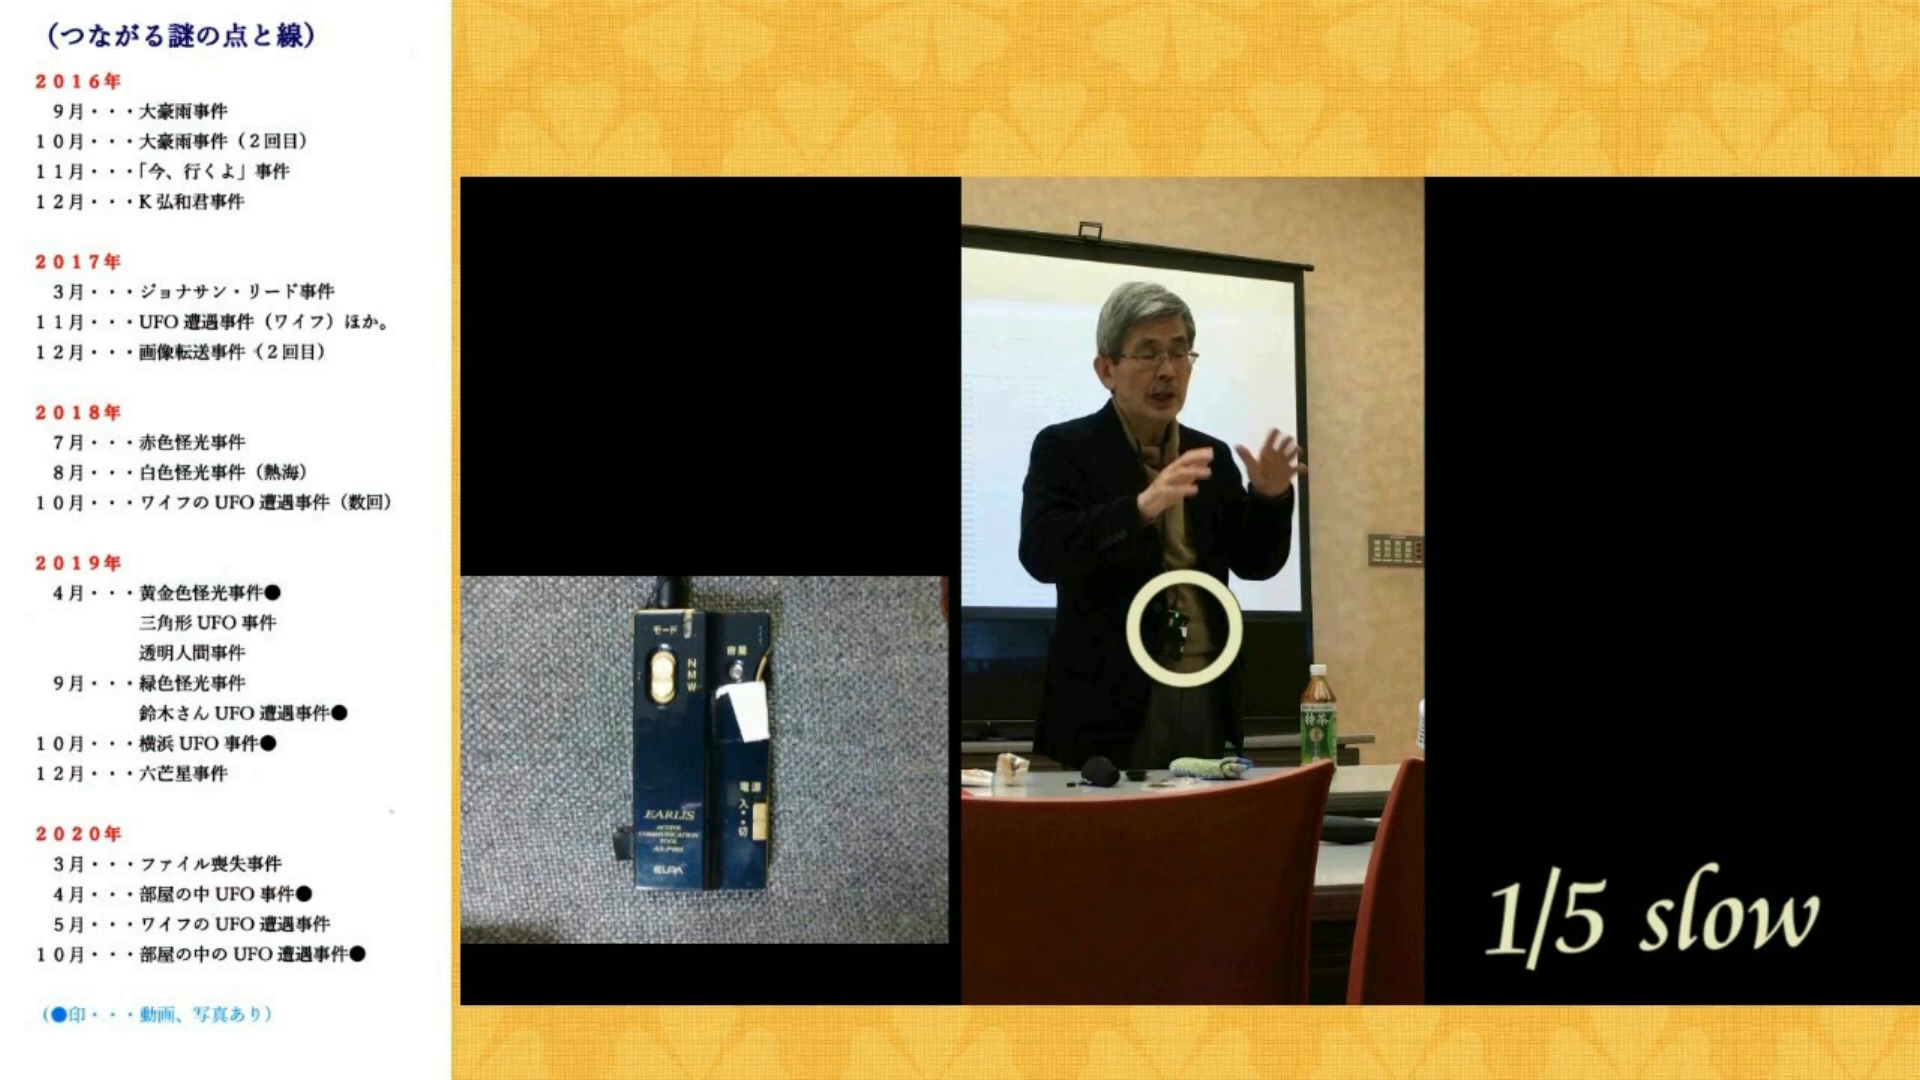 （つながる謎の点と線）
２０１６年
９月・・・大豪雨事件
１０月・・・大豪雨事件（２回目）
１１月・・・「今、行くよ」事件
１２月・・・K 弘和君事件
２０１７年
３月・・・ジョナサン・リード事件
１１月・・・UFO 遭遇事件（ワイフ）ほか。
１２月・・・画像転送事件（２回目）
２０１８年
７月・・・赤色怪光事件
８月・・・白色怪光事件（熱海）
１０月・・・ワイフの UFO 遭遇事件（数回）
２０１９年
４月・・・黄金色怪光事件●
三角形 UFO 事件
透明人間事件
９月・・・緑色怪光事件
鈴木さん UFO 遭遇事件●
１０月・・・横浜 UFO 事件●
１２月・・・六芒星事件
２０２０年
３月・・・ファイル喪失事件
４月・・・部屋の中 UFO 事件●
５月・・・ワイフの UFO 遭遇事件
１０月・・・部屋の中の UFO 遭遇事件●
（●印・・・動画、写真あり）
モード
N
M
W
音量
電源
入・・切
EARLIS
ACTIVE
COMMUNICATION
TOOL
AS-P001
ELPA
特茶
1/5 slow